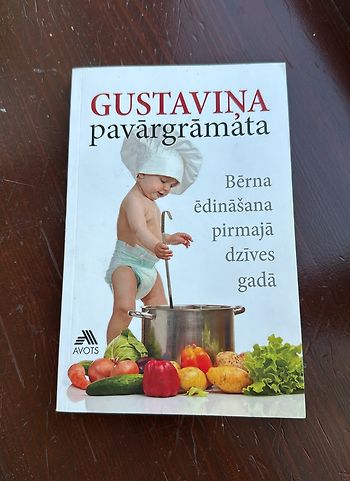 GUSTAVIŅA
pavārgrāmata
Bērna
ēdināšana
pirmajā
dzīves
gadā
AVOTS